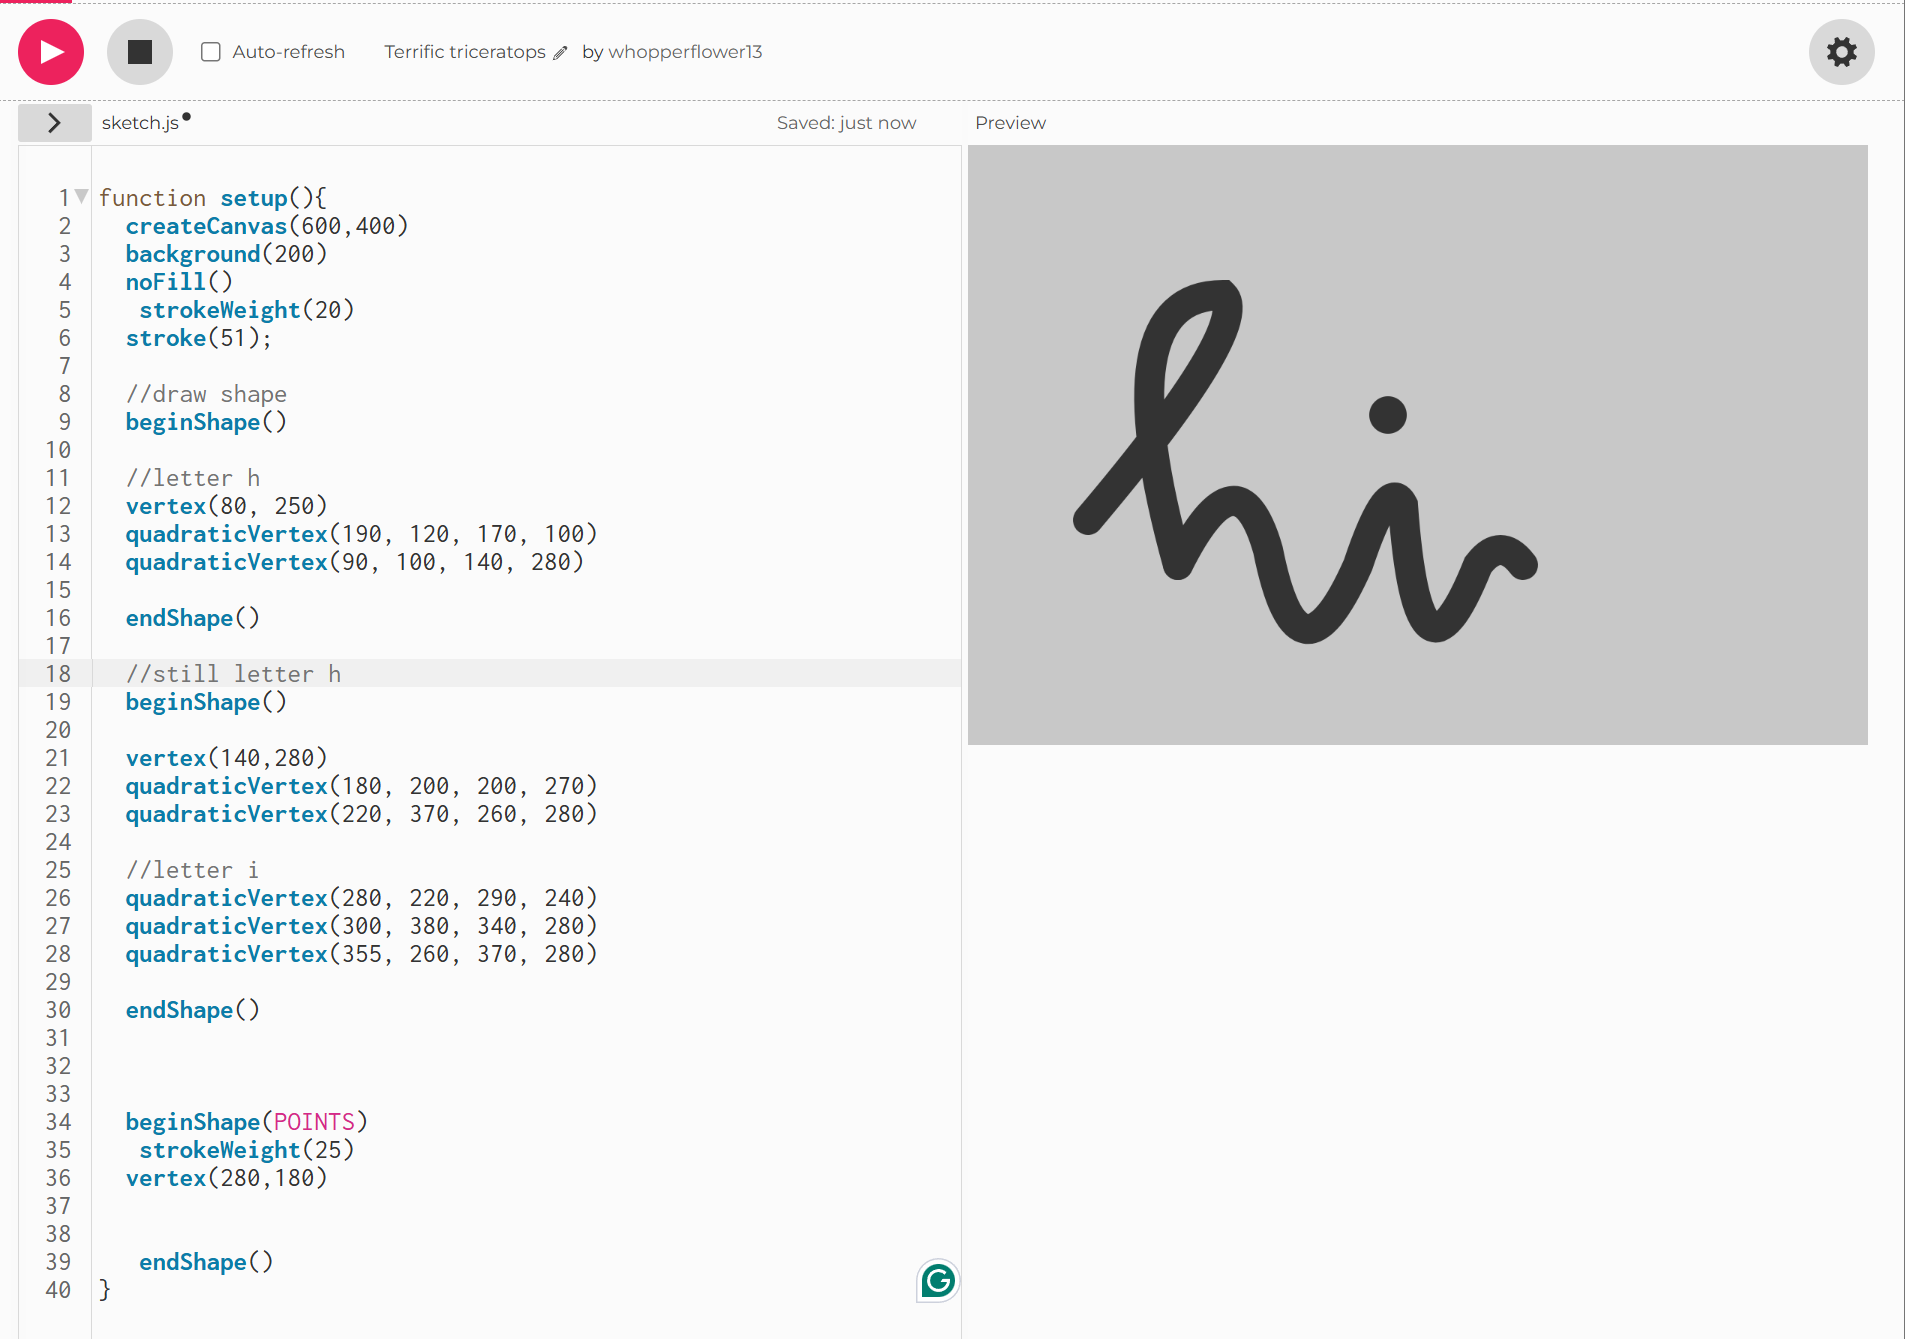 Auto-refresh Terrific triceratops by whopperflower13
sketch.js Saved: just now Preview
1 function setup(){
2 createCanvas(600,400)
3 background(200)
4 noFill()
5 strokeWeight(20)
6 stroke(51);
7
8 //draw shape
9 beginShape()
10
11 //letter h
12 vertex(80, 250)
13 quadraticVertex(190, 120, 170, 100)
14 quadraticVertex(90, 100, 140, 280)
15
16 endShape()
17
18 //still letter h
19 beginShape()
20
21 vertex(140,280)
22 quadraticVertex(180, 200, 200, 270)
23 quadraticVertex(220, 370, 260, 280)
24
25 //letter i
26 quadraticVertex(280, 220, 290, 240)
27 quadraticVertex(300, 380, 340, 280)
28 quadraticVertex(355, 260, 370, 280)
29
30 endShape()
31
32
33
34 beginShape(POINTS)
35 strokeWeight(25)
36 vertex(280,180)
37
38
39 endShape()
40 }
hi